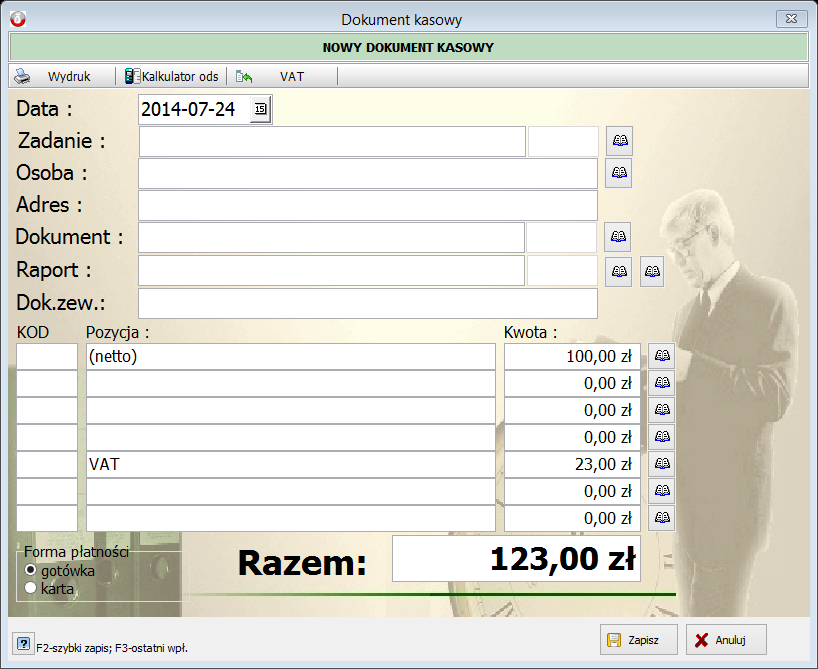 Dokument kasowy
NOWY DOKUMENT KASOWY
Wydruk Kalkulator ods VAT
Data : 2014-07-24 15
Zadanie :
Osoba :
Adres :
Dokument :
Raport :
Dok.zew.:
KOD Pozycja : Kwota :
(netto) 100,00 zł
0,00 zł
0,00 zł
0,00 zł
VAT 23,00 zł
0,00 zł
0,00 zł
Forma płatności
gotówka
karta
Razem: 123,00 zł
? F2-szybki zapis; F3-ostatni wpł.
Zapisz Anuluj